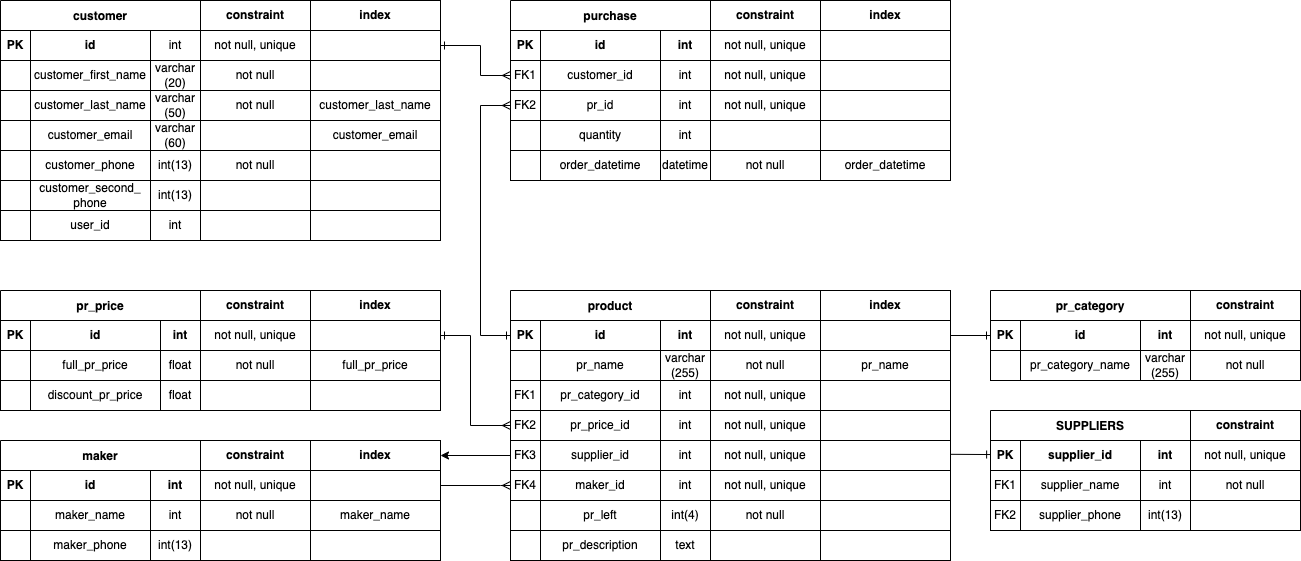 customer constraint index
PK id int not null, unique
customer_first_name varchar (20) not null
customer_last_name varchar (50) not null customer_last_name
customer_email varchar (60) customer_email
customer_phone int(13) not null
customer_second_ phone int(13)
user_id int
purchase constraint index
PK id int not null, unique
FK1 customer_id int not null, unique
FK2 pr_id int not null, unique
quantity int
order_datetime datetime not null order_datetime
pr_price constraint index
PK id int not null, unique
full_pr_price float not null full_pr_price
discount_pr_price float
maker constraint index
PK id int not null, unique
maker_name int not null maker_name
maker_phone int(13)
product constraint index
PK id int not null, unique
pr_name varchar (255) not null pr_name
FK1 pr_category_id int not null, unique
FK2 pr_price_id int not null, unique
FK3 supplier_id int not null, unique
FK4 maker_id int not null, unique
pr_left int(4) not null
pr_description text
pr_category constraint
PK id int not null, unique
pr_category_name varchar (255) not null
SUPPLIERS constraint
PK supplier_id int not null, unique
FK1 supplier_name int not null
FK2 supplier_phone int(13)